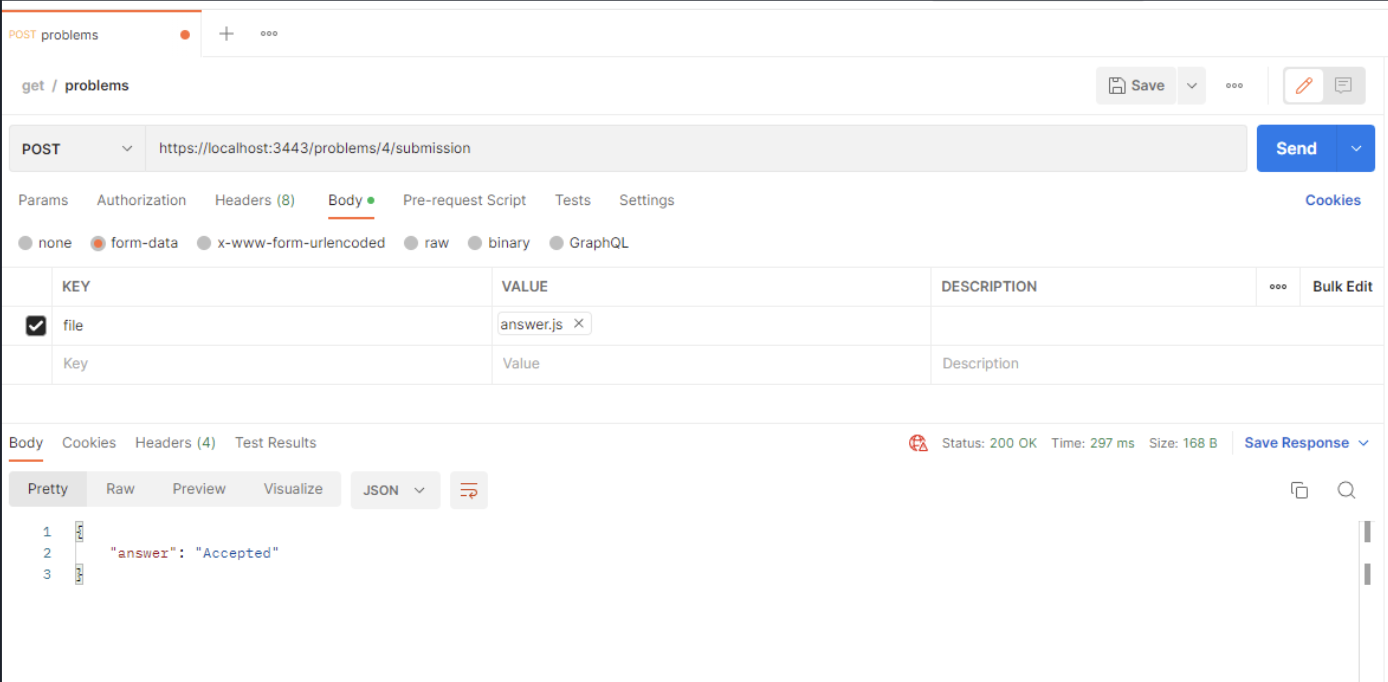 POST problems
get / problems
Save
POST https://localhost:3443/problems/4/submission Send
Params Authorization Headers (8) Body Pre-request Script Tests Settings Cookies
none form-data x-www-form-urlencoded raw binary GraphQL
KEY VALUE DESCRIPTION Bulk Edit
file answer.js
Key Value Description
Body Cookies Headers (4) Test Results Status: 200 OK Time: 297 ms Size: 168 B Save Response
Pretty Raw Preview Visualize JSON
1 {
2 "answer": "Accepted"
3 }